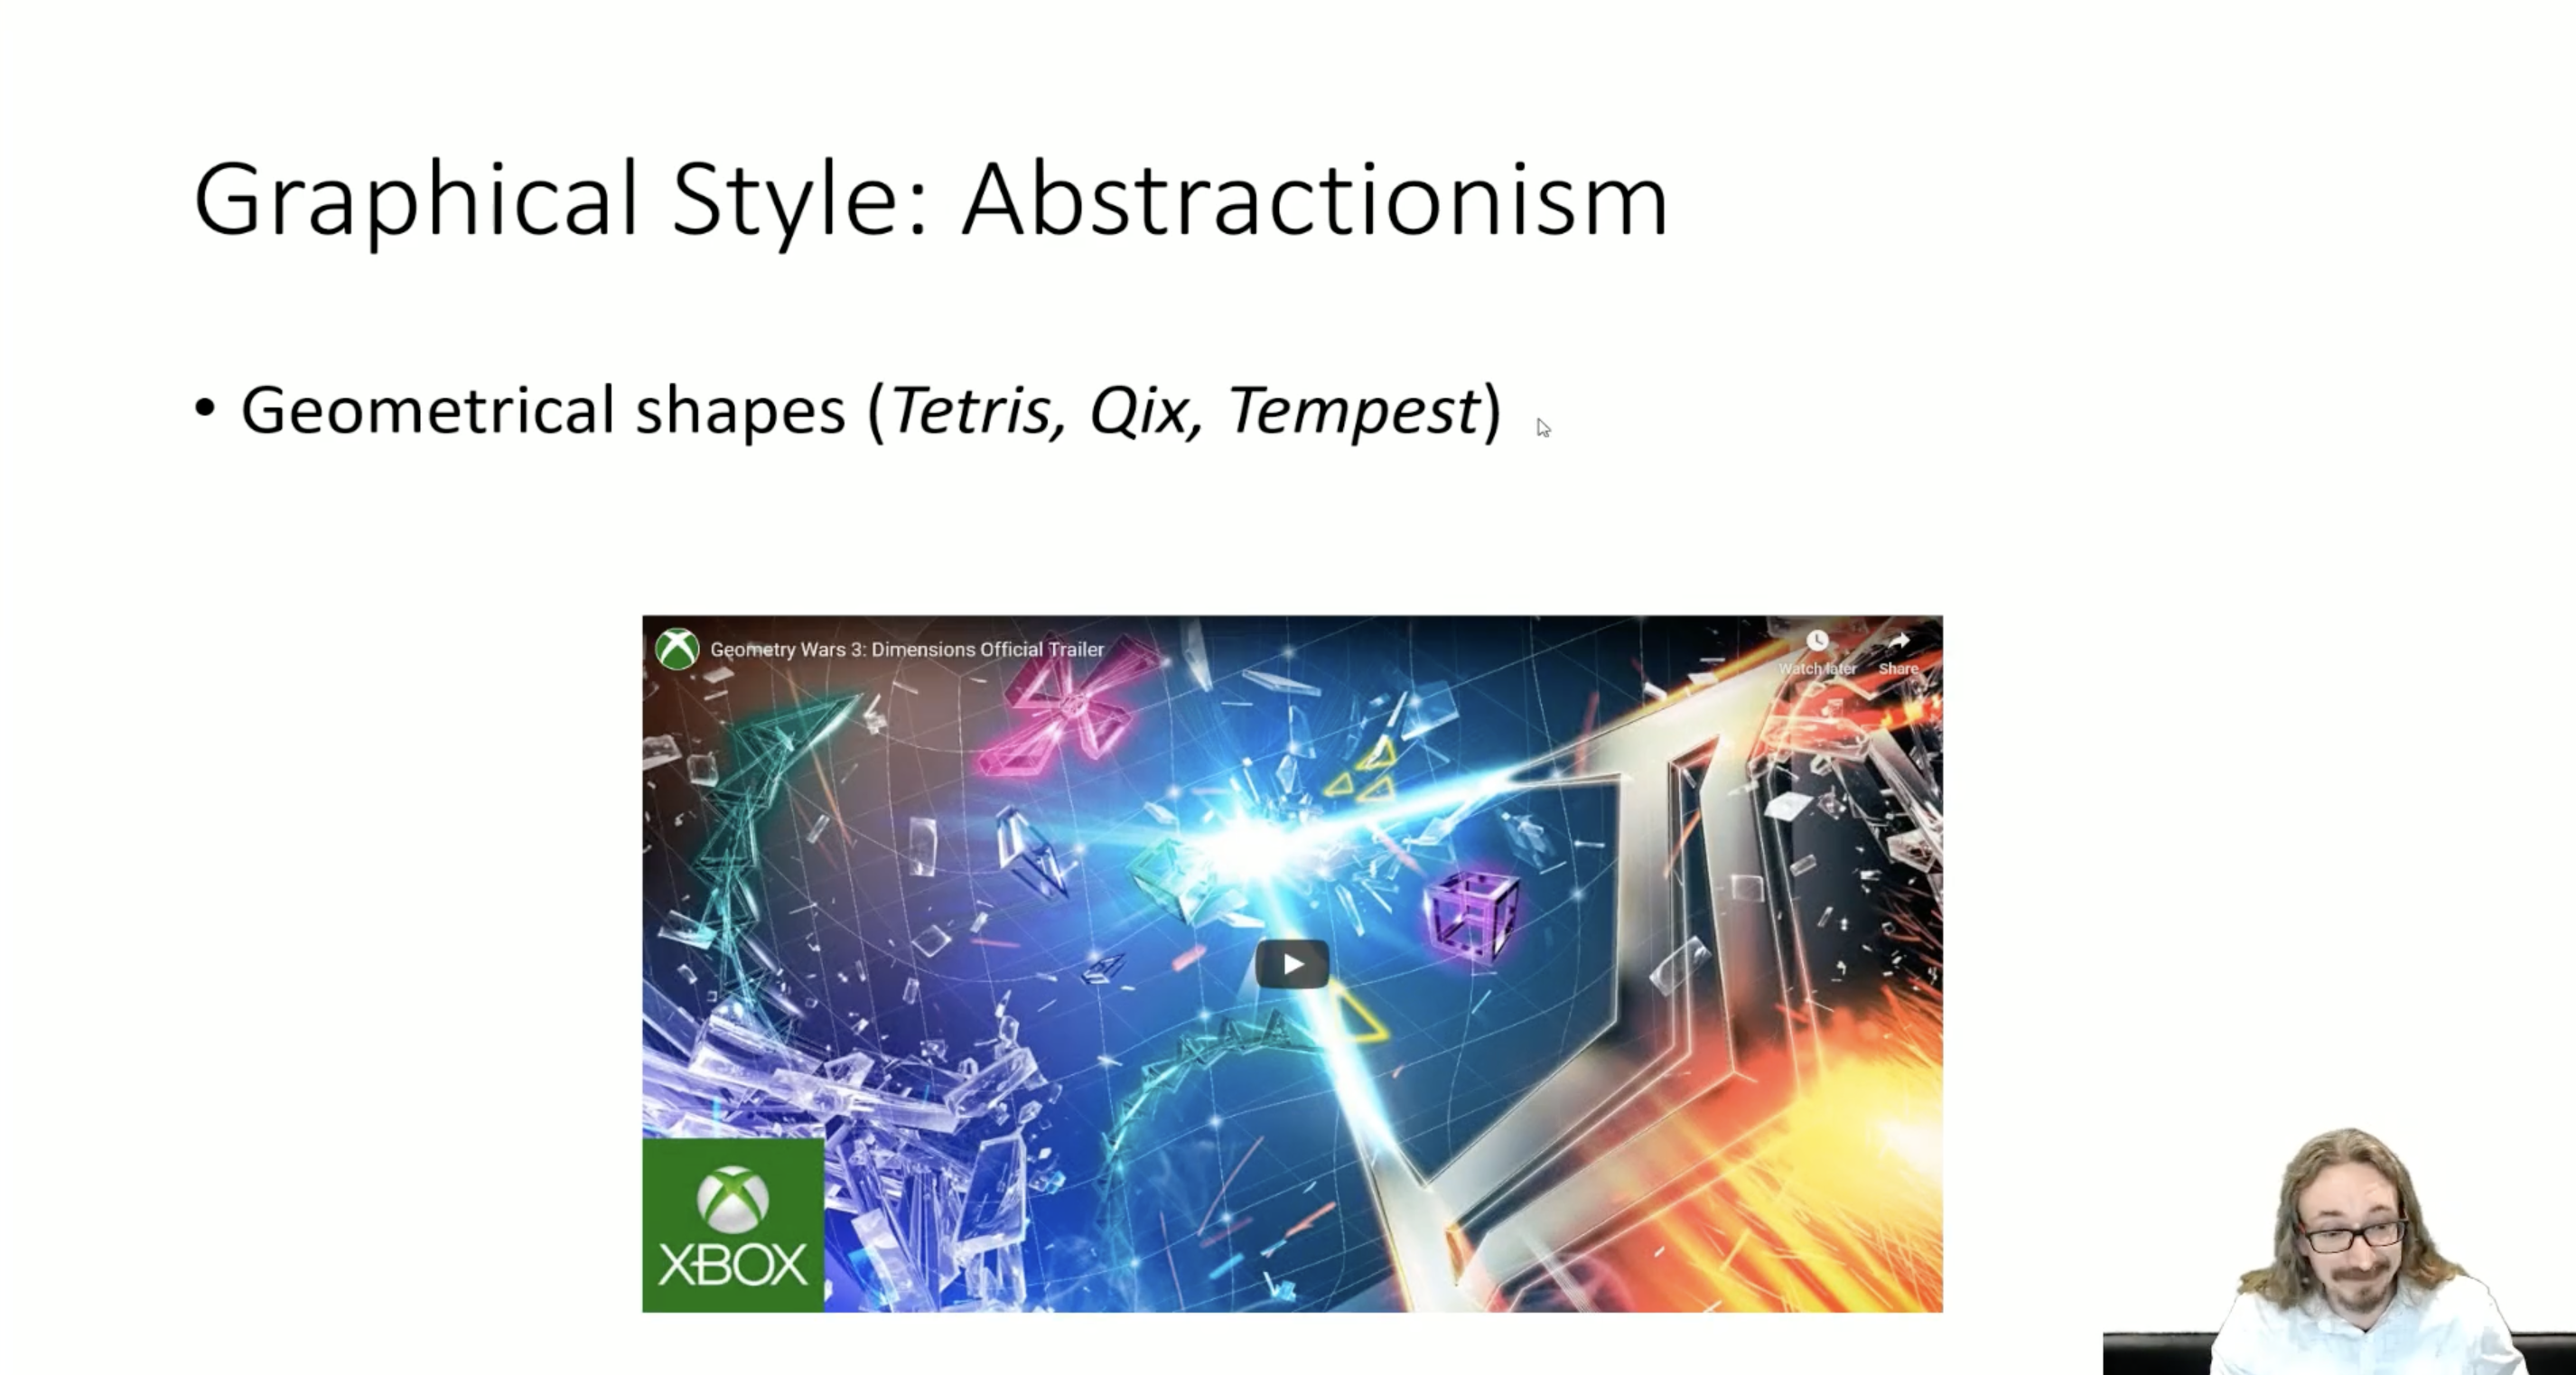 Graphical Style: Abstractionism
• Geometrical shapes (Tetris, Qix, Tempest)
Geometry Wars 3: Dimensions Official Trailer
Watch later
Share
XBOX